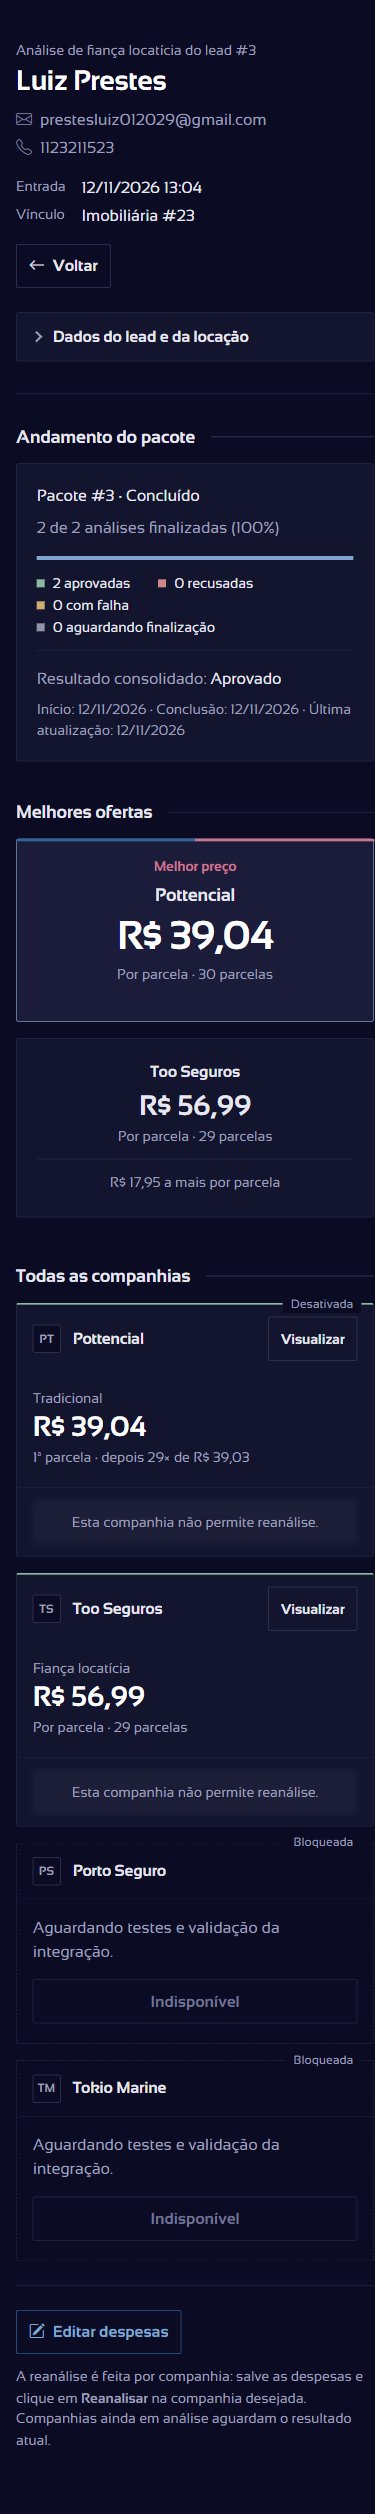 Análise de fiança locatícia do lead #3
Luiz Prestes
prestesluiz012029@gmail.com
1123211523
Entrada 12/11/2026 13:04
Vínculo Imobiliária #23
← Voltar
Dados do lead e da locação
Andamento do pacote
Pacote #3 · Concluído
2 de 2 análises finalizadas (100%)
2 aprovadas 0 recusadas
0 com falha
0 aguardando finalização
Resultado consolidado: Aprovado
Início: 12/11/2026 · Conclusão: 12/11/2026 · Última
atualização: 12/11/2026
Melhores ofertas
Melhor preço
Pottencial
R$ 39,04
Por parcela · 30 parcelas
Too Seguros
R$ 56,99
Por parcela · 29 parcelas
R$ 17,95 a mais por parcela
Todas as companhias
Desativada
PT Pottencial Visualizar
Tradicional
R$ 39,04
1ª parcela · depois 29× de R$ 39,03
Esta companhia não permite reanálise.
TS Too Seguros Visualizar
Fiança locatícia
R$ 56,99
Por parcela · 29 parcelas
Esta companhia não permite reanálise.
Bloqueada
PS Porto Seguro
Aguardando testes e validação da
integração.
Indisponível
Bloqueada
TM Tokio Marine
Aguardando testes e validação da
integração.
Indisponível
Editar despesas
A reanálise é feita por companhia: salve as despesas e
clique em Reanalisar na companhia desejada.
Companhias ainda em análise aguardam o resultado
atual.